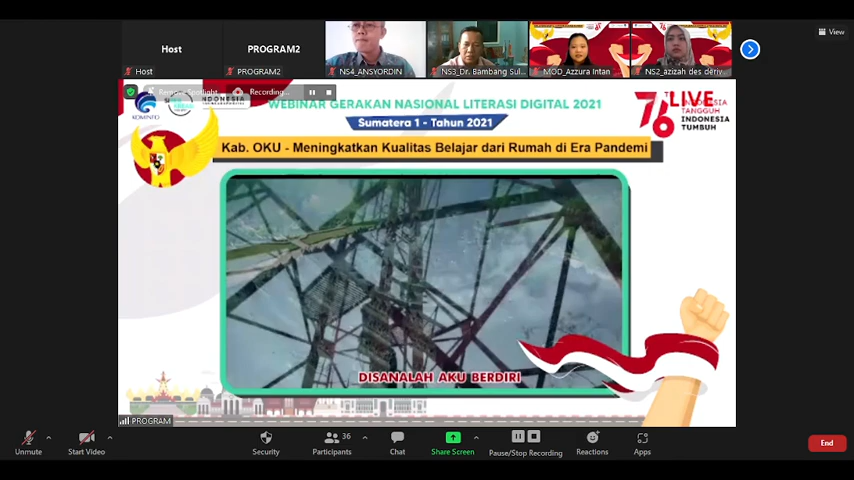 Host
PROGRAM2
Host
PROGRAM2
NS4_ANSYORDIN
NS3_Dr. Bambang Sul...
MOD_Azzura Intan
NS2_azizah des deriv...
View
Remove Spotlight
Recording...
KOMINFO
WEBINAR GERAKAN NASIONAL LITERASI DIGITAL 2021
Sumatera 1 - Tahun 2021
76
LIVE
TANGGUH
INDONESIA
TUMBUH
Kab. OKU - Meningkatkan Kualitas Belajar dari Rumah di Era Pandemi
DISANALAH AKU BERDIRI
PROGRAM
Unmute
Start Video
Security
Participants
36
Chat
Share Screen
Pause/Stop Recording
Reactions
Apps
End